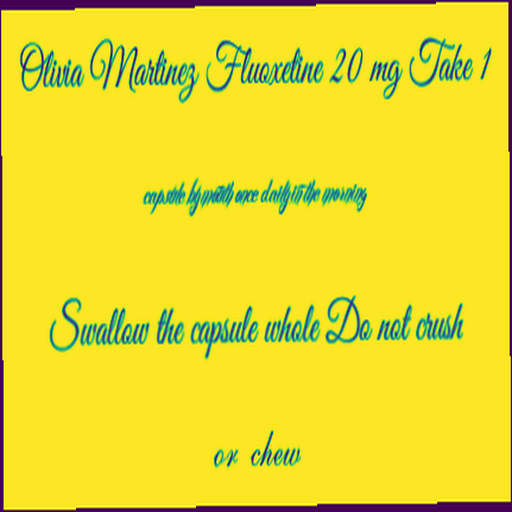 Olivia Martinez Fluoxetine 20 mg Take 1
capsule by mouth once daily in the morning
Swallow the capsule whole Do not crush
or chew